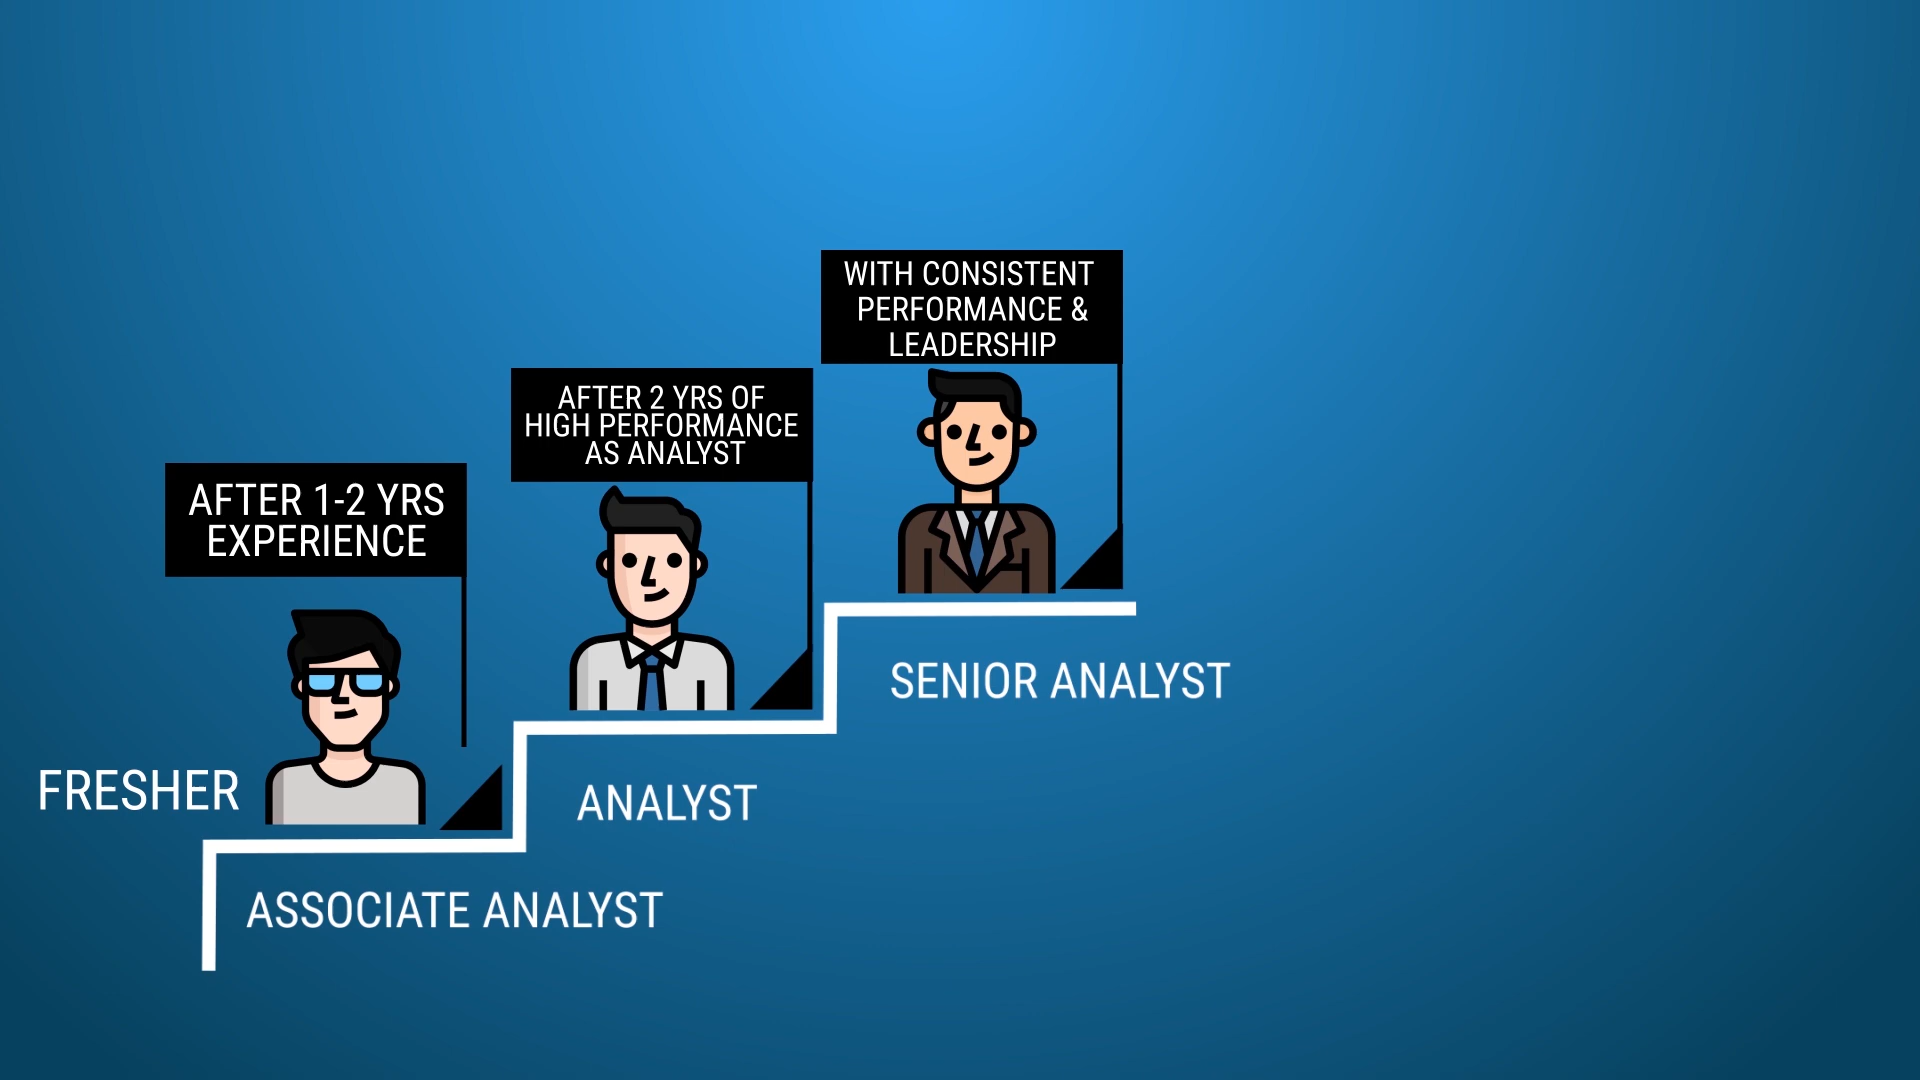 WITH CONSISTENT
PERFORMANCE &
LEADERSHIP
AFTER 2 YRS OF
HIGH PERFORMANCE
AS ANALYST
AFTER 1-2 YRS
EXPERIENCE
SENIOR ANALYST
FRESHER
ANALYST
ASSOCIATE ANALYST